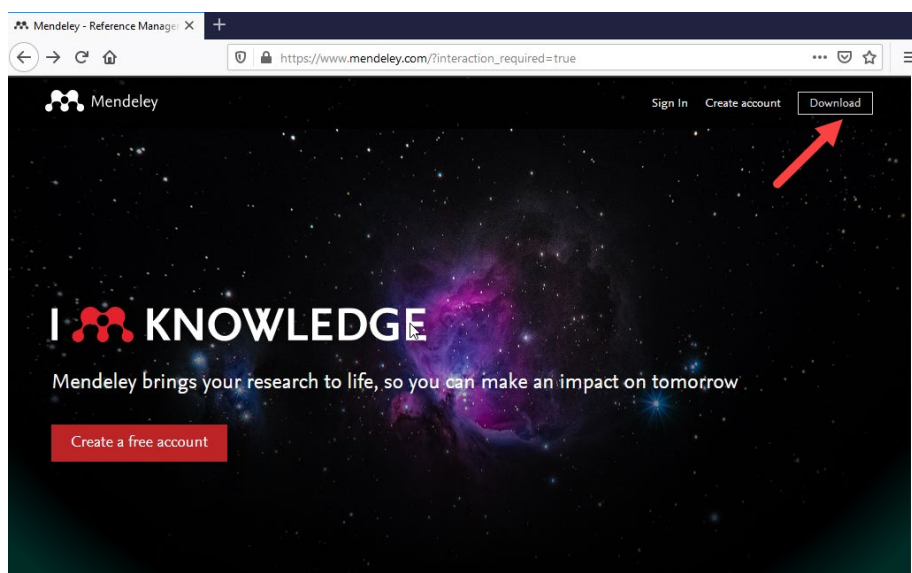 Mendeley - Reference Manager
https://www.mendeley.com/?interaction_required=true
Mendeley
Sign In Create account Download
I KNOWLEDGE
Mendeley brings your research to life, so you can make an impact on tomorrow
Create a free account